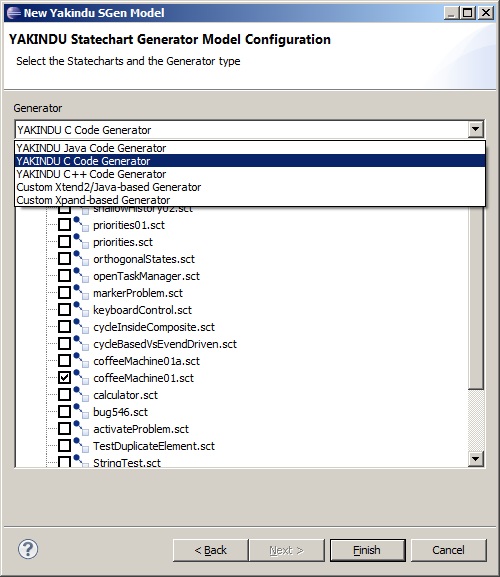 New Yakindu SGen Model
YAKINDU Statechart Generator Model Configuration
Select the Statecharts and the Generator type
Generator
YAKINDU C Code Generator
YAKINDU Java Code Generator
YAKINDU C Code Generator
YAKINDU C++ Code Generator
Custom Xtend2/Java-based Generator
Custom Xpand-based Generator
shallowHistory02.sct
priorities01.sct
priorities.sct
orthogonalStates.sct
openTaskManager.sct
markerProblem.sct
keyboardControl.sct
cycleInsideComposite.sct
cycleBasedVsEvendDriven.sct
coffeeMachine01a.sct
coffeeMachine01.sct
calculator.sct
bug546.sct
activateProblem.sct
TestDuplicateElement.sct
StringTest.sct
? < Back Next > Finish Cancel